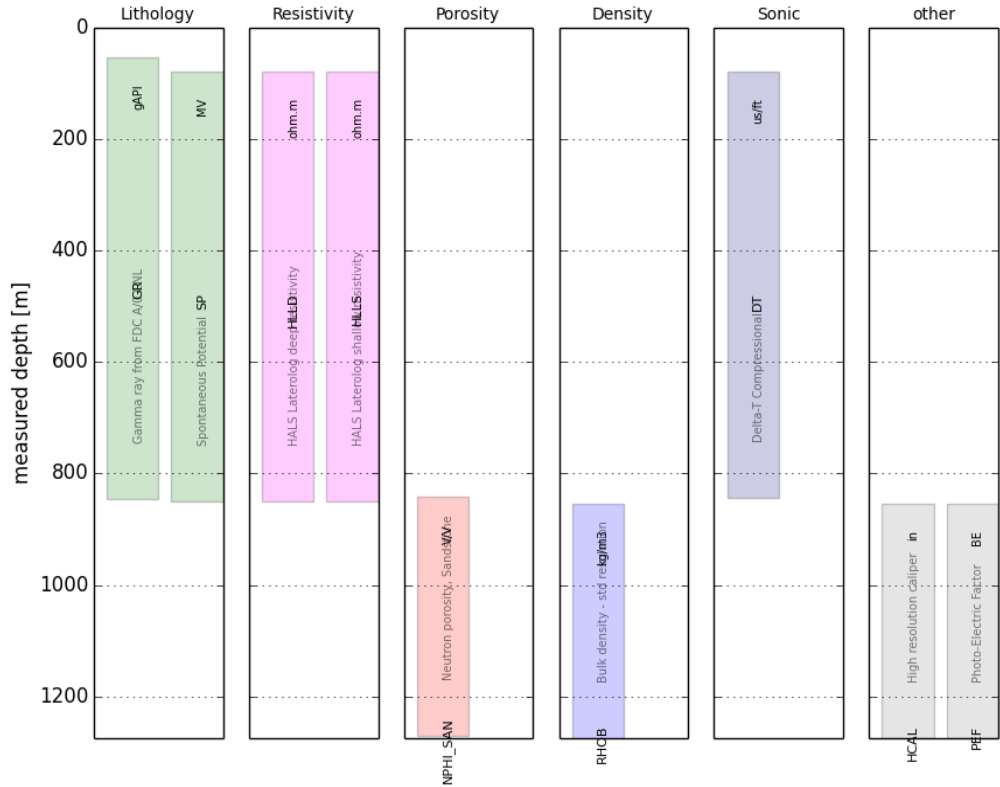 Lithology
Resistivity
Porosity
Density
Sonic
other
measured depth [m]
0
200
400
600
800
1000
1200
gAPI
GR
Gamma ray from FDC A/
MV
SP
Spontaneous Potential
ohm.m
HLLD
HALS Laterolog deep resistivity
ohm.m
HLLS
HALS Laterolog shallow resistivity
V/V
Neutron porosity, Sandstone
NPHI_SAN
kg/m3
Bulk density - std resolution
RHOB
us/ft
DT
Delta-T Compressional
in
High resolution caliper
HCAL
BE
Photo-Electric Factor
PEF